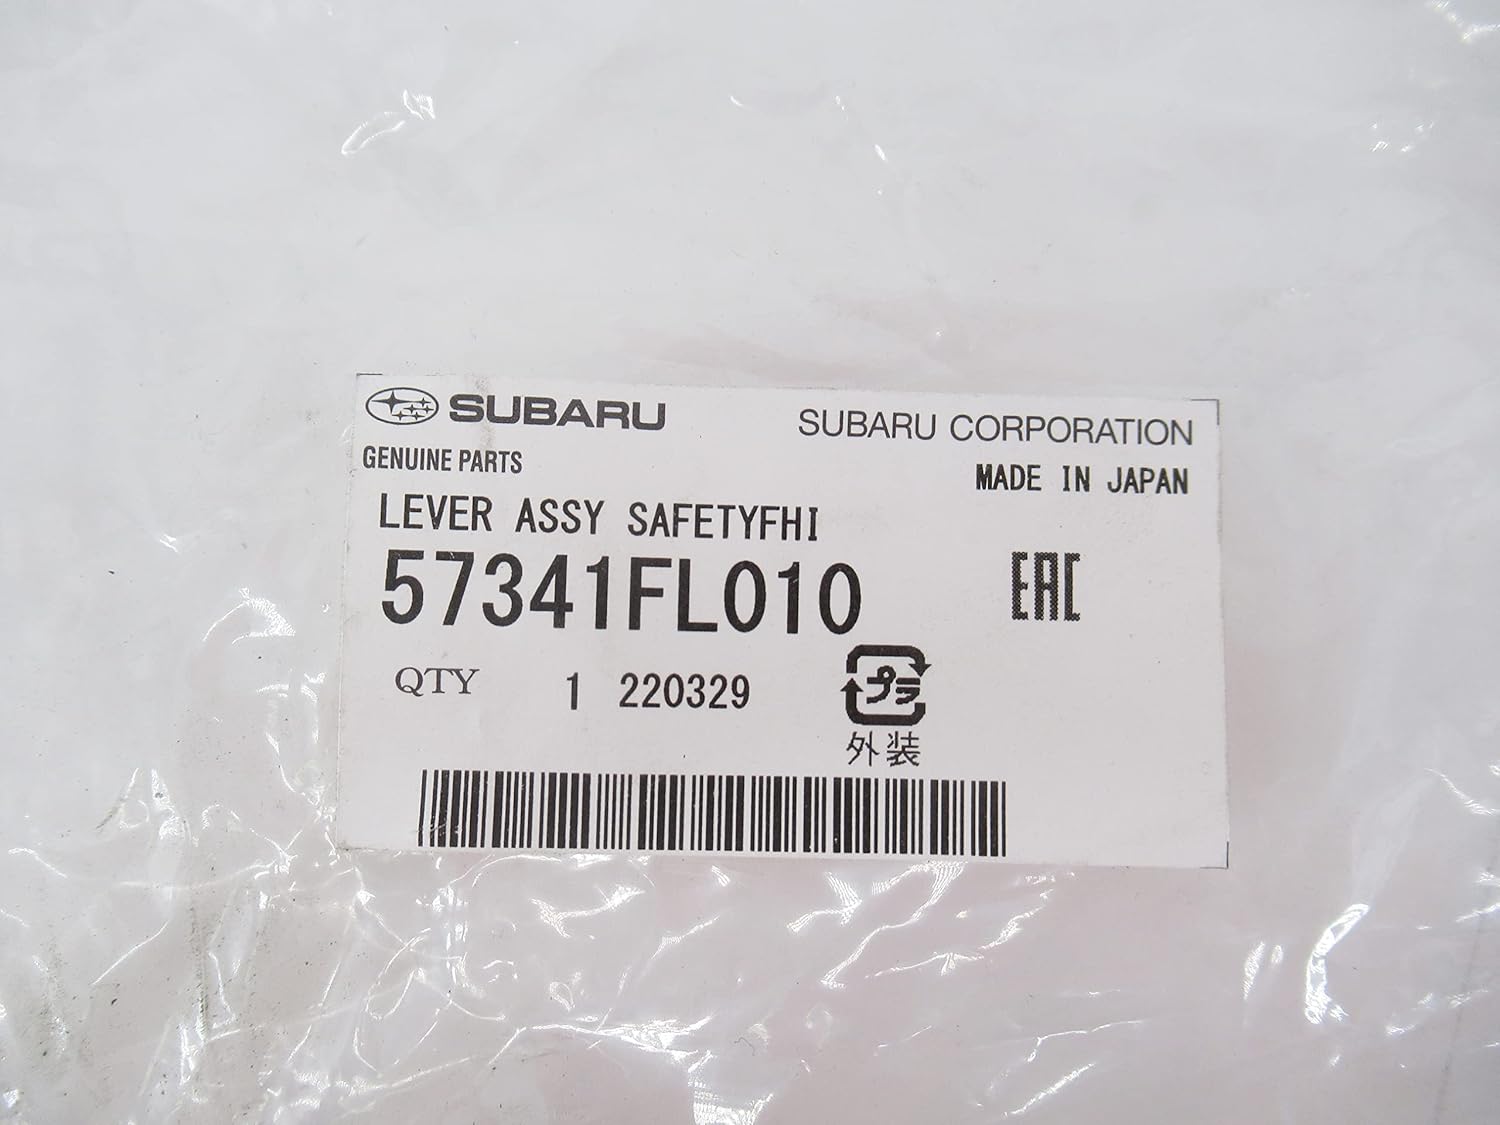 SUBARU
SUBARU CORPORATION
GENUINE PARTS
MADE IN JAPAN
LEVER ASSY SAFETYFHI
57341FL010
EAC
QTY 1 220329
プラ
外装